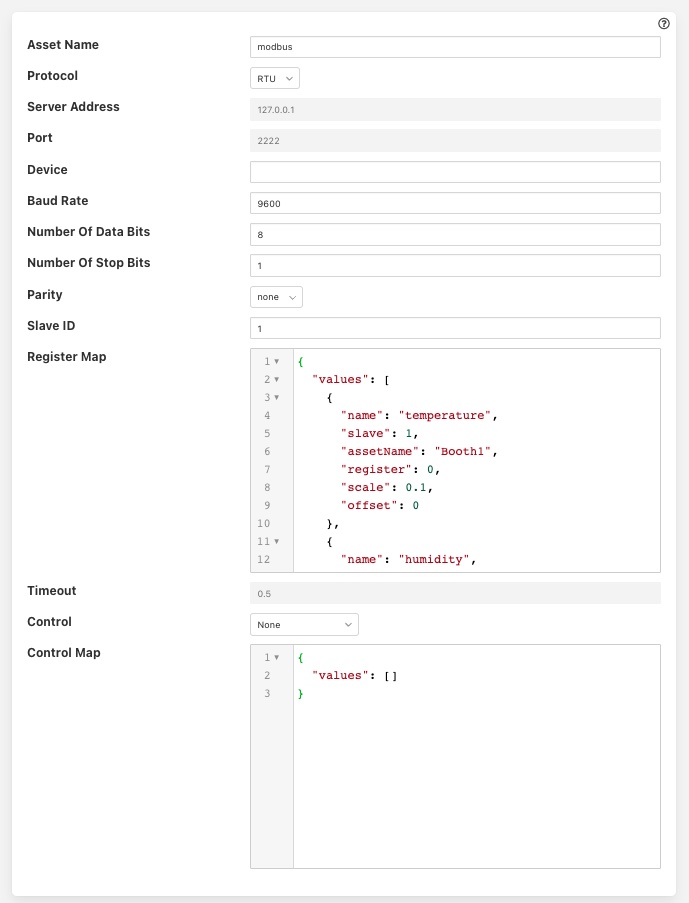 Asset Name modbus
Protocol RTU
Server Address 127.0.0.1
Port 2222
Device
Baud Rate 9600
Number Of Data Bits 8
Number Of Stop Bits 1
Parity none
Slave ID 1
Register Map
1 {
2 "values": [
3 {
4 "name": "temperature",
5 "slave": 1,
6 "assetName": "Booth1",
7 "register": 0,
8 "scale": 0.1,
9 "offset": 0
10 },
11 {
12 "name": "humidity",
Timeout 0.5
Control None
Control Map
1 {
2 "values": []
3 }